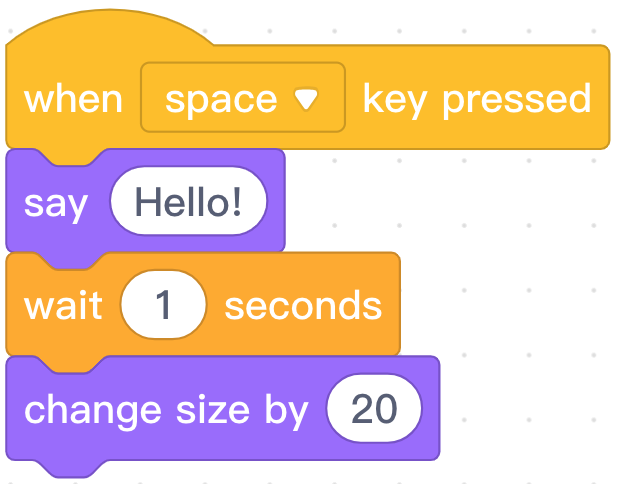 when space key pressed
say Hello!
wait 1 seconds
change size by 20